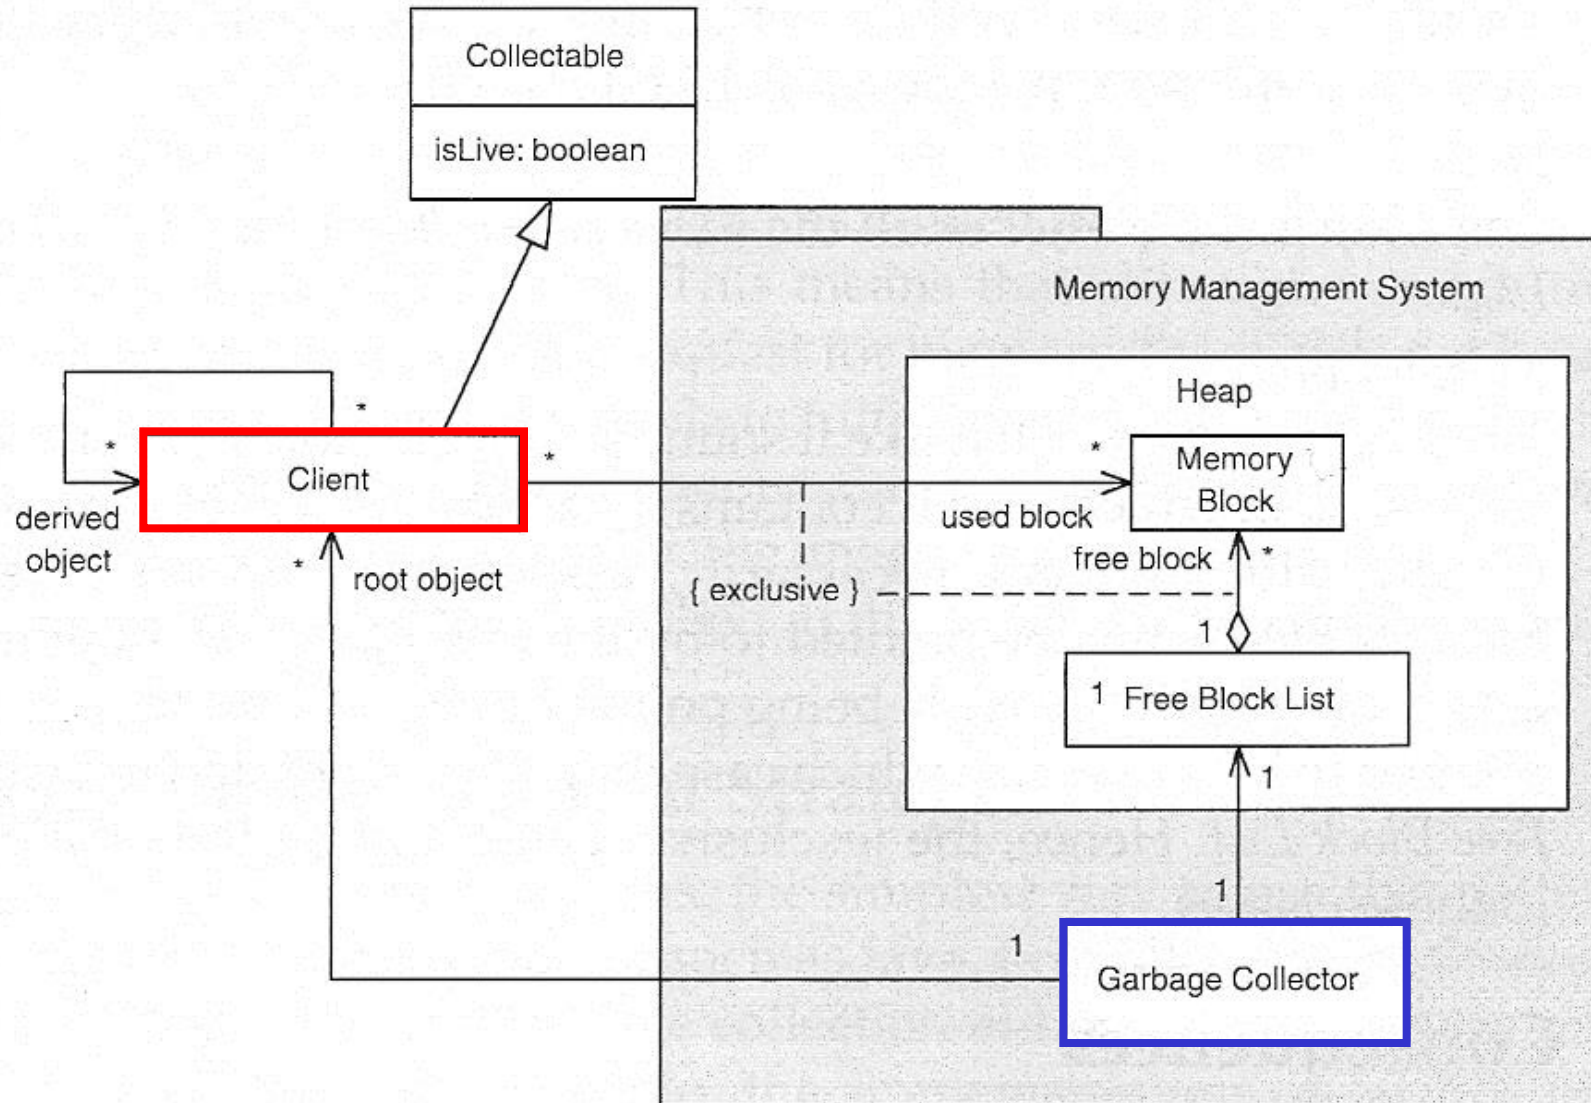 Collectable
isLive: boolean
Memory Management System
Heap
*
*
Client
*
*
Memory
Block
derived
object
used block
*
root object
free block
*
{ exclusive }
1
1 Free Block List
1
1
1
Garbage Collector